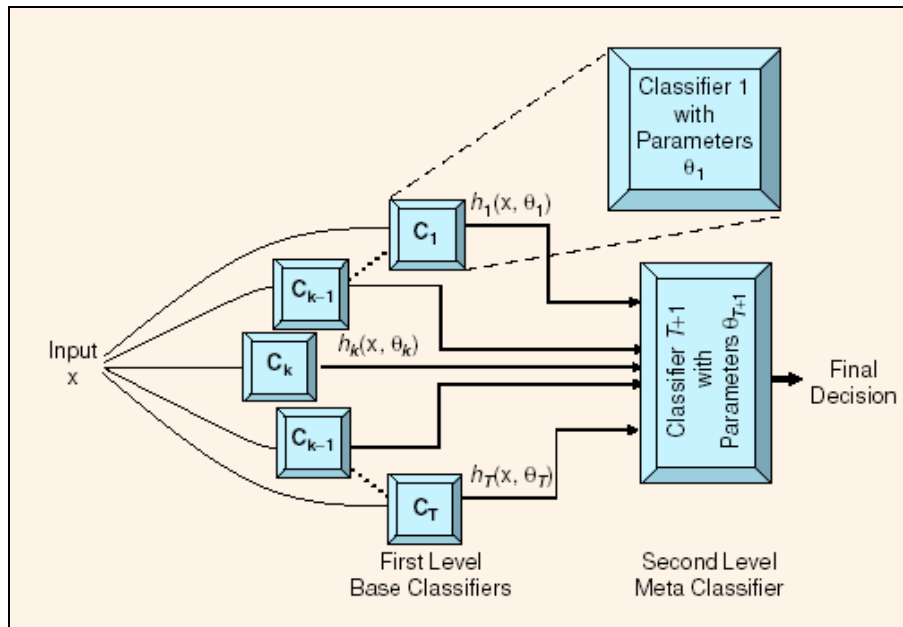 Classifier 1
with
Parameters
θ1
h1(x, θ1)
C1
Ck–1
hk(x, θk)
Input
x
Ck
Ck–1
hT(x, θT)
CT
Classifier T+1
with
Parameters θT+1
Final
Decision
First Level
Base Classifiers
Second Level
Meta Classifier